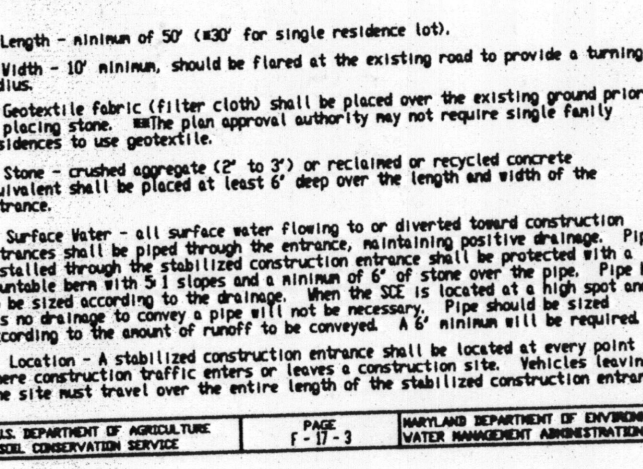 Length - minimum of 50' (*30' for single residence lot).
Width - 10' minimum, should be flared at the existing road to provide a turning
dius.
Geotextile fabric (filter cloth) shall be placed over the existing ground prior
placing stone. **The plan approval authority may not require single family
sidences to use geotextile.
Stone - crushed aggregate (2" to 3") or reclaimed or recycled concrete
uivalent shall be placed at least 6" deep over the length and width of the
trance.
Surface Water - all surface water flowing to or diverted toward construction
trances shall be piped through the entrance, maintaining positive drainage. Pip
stalled through the stabilized construction entrance shall be protected with a
untable berm with 5:1 slopes and a minimum of 6" of stone over the pipe. Pipe
be sized according to the drainage. When the SCE is located at a high spot an
s no drainage to convey a pipe will not be necessary. Pipe should be sized
cording to the amount of runoff to be conveyed. A 6" minimum will be required.
Location - A stabilized construction entrance shall be located at every point
ere construction traffic enters or leaves a construction site. Vehicles leavin
e site must travel over the entire length of the stabilized construction entran
.S. DEPARTMENT OF AGRICULTURE
SOIL CONSERVATION SERVICE
PAGE
F - 17 - 3
MARYLAND DEPARTMENT OF ENVIRON
WATER MANAGEMENT ADMINISTRATION